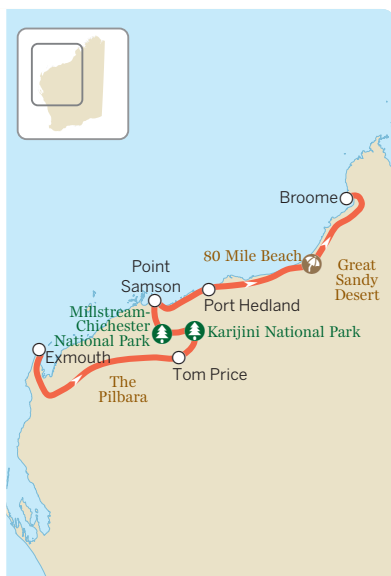 Broome
80 Mile Beach
Great
Sandy
Desert
Point
Samson
Port Hedland
Millstream-
Chichester
National Park
Karijini National Park
Exmouth
Tom Price
The
Pilbara